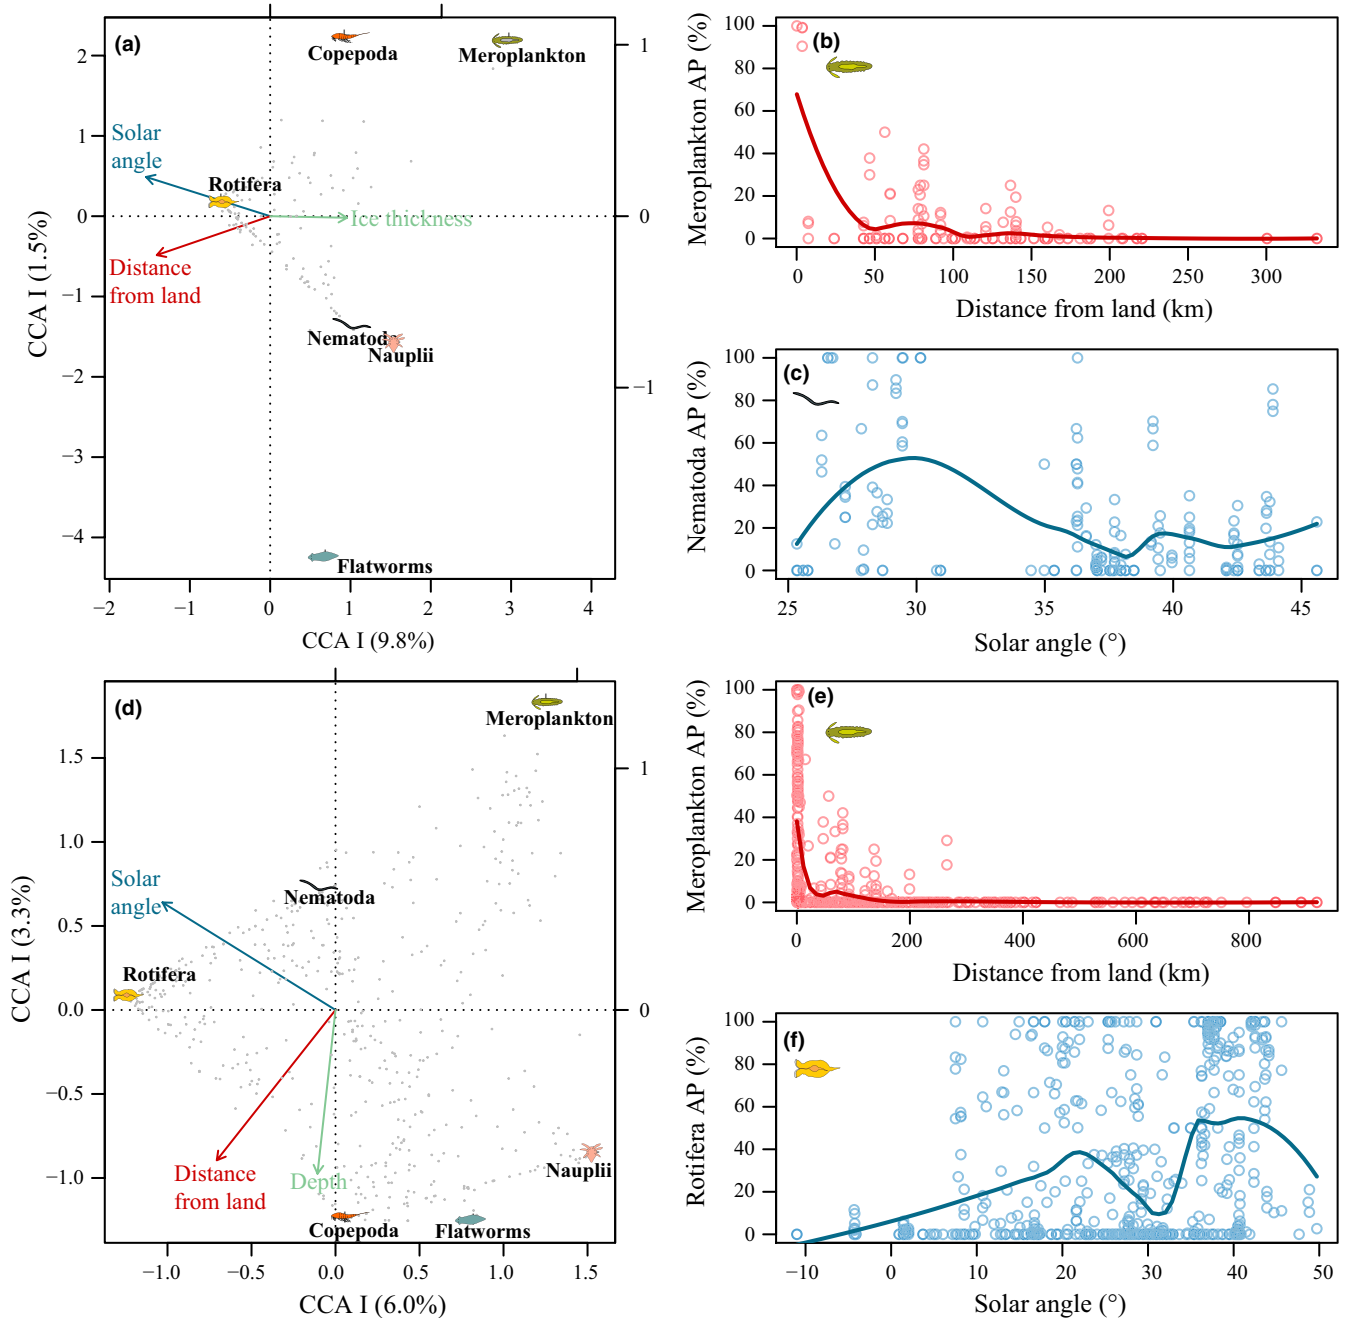 (a)
Copepoda
Meroplankton
Solar
angle
Rotifera
Ice thickness
Distance
from land
Nematoda
Nauplii
Flatworms
2
1
0
−1
−2
−3
−4
1
0
−1
−2
−1
0
1
2
3
4
CCA I (1.5%)
CCA I (9.8%)
(b)
Meroplankton AP (%)
100
80
60
40
20
0
0
50
100
150
200
250
300
Distance from land (km)
(c)
Nematoda AP (%)
100
80
60
40
20
0
25
30
35
40
45
Solar angle (°)
(d)
Meroplankton
Solar
angle
Nematoda
Rotifera
Distance
from land
Depth
Nauplii
Copepoda
Flatworms
1.5
1.0
0.5
0.0
−0.5
−1.0
1
0
−1.0
−0.5
0.0
0.5
1.0
1.5
CCA I (3.3%)
CCA I (6.0%)
(e)
Meroplankton AP (%)
100
80
60
40
20
0
0
200
400
600
800
Distance from land (km)
(f)
Rotifera AP (%)
100
80
60
40
20
0
−10
0
10
20
30
40
50
Solar angle (°)